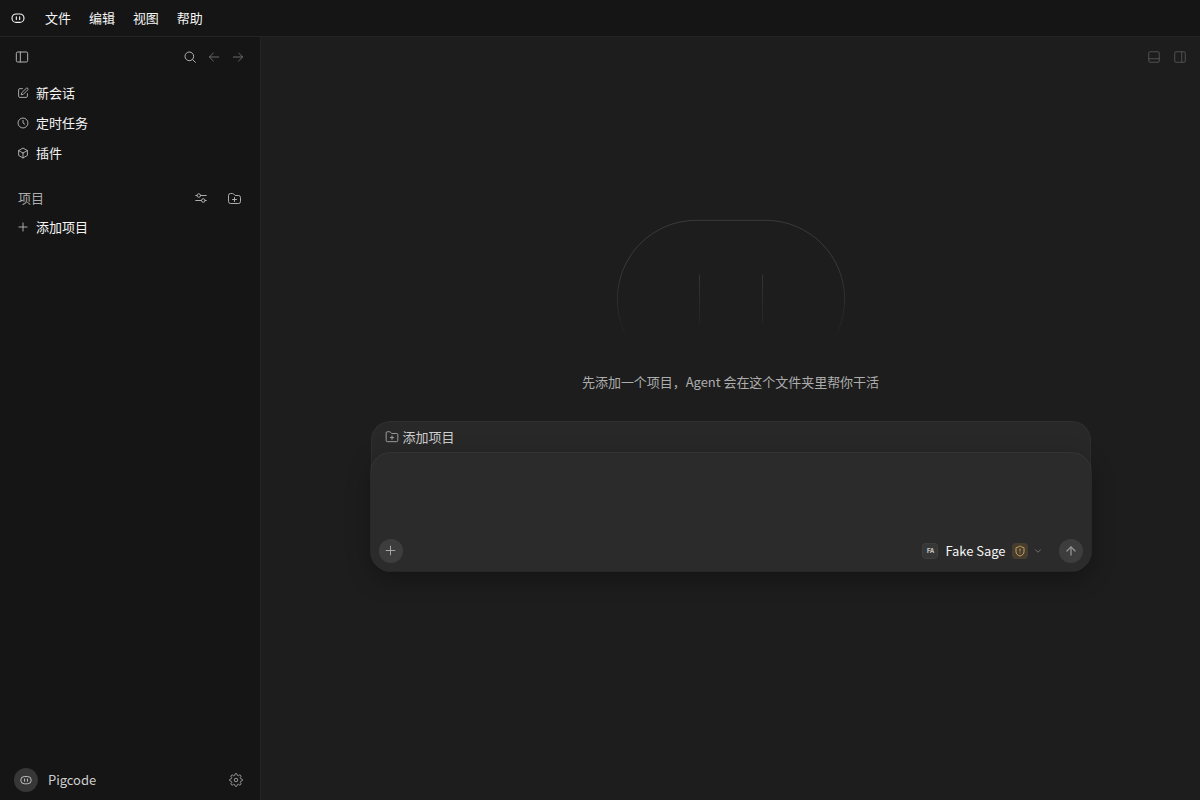 文件 编辑 视图 帮助
新会话
定时任务
插件
项目
添加项目
先添加一个项目，Agent 会在这个文件夹里帮你干活
添加项目
FA Fake Sage
Pigcode